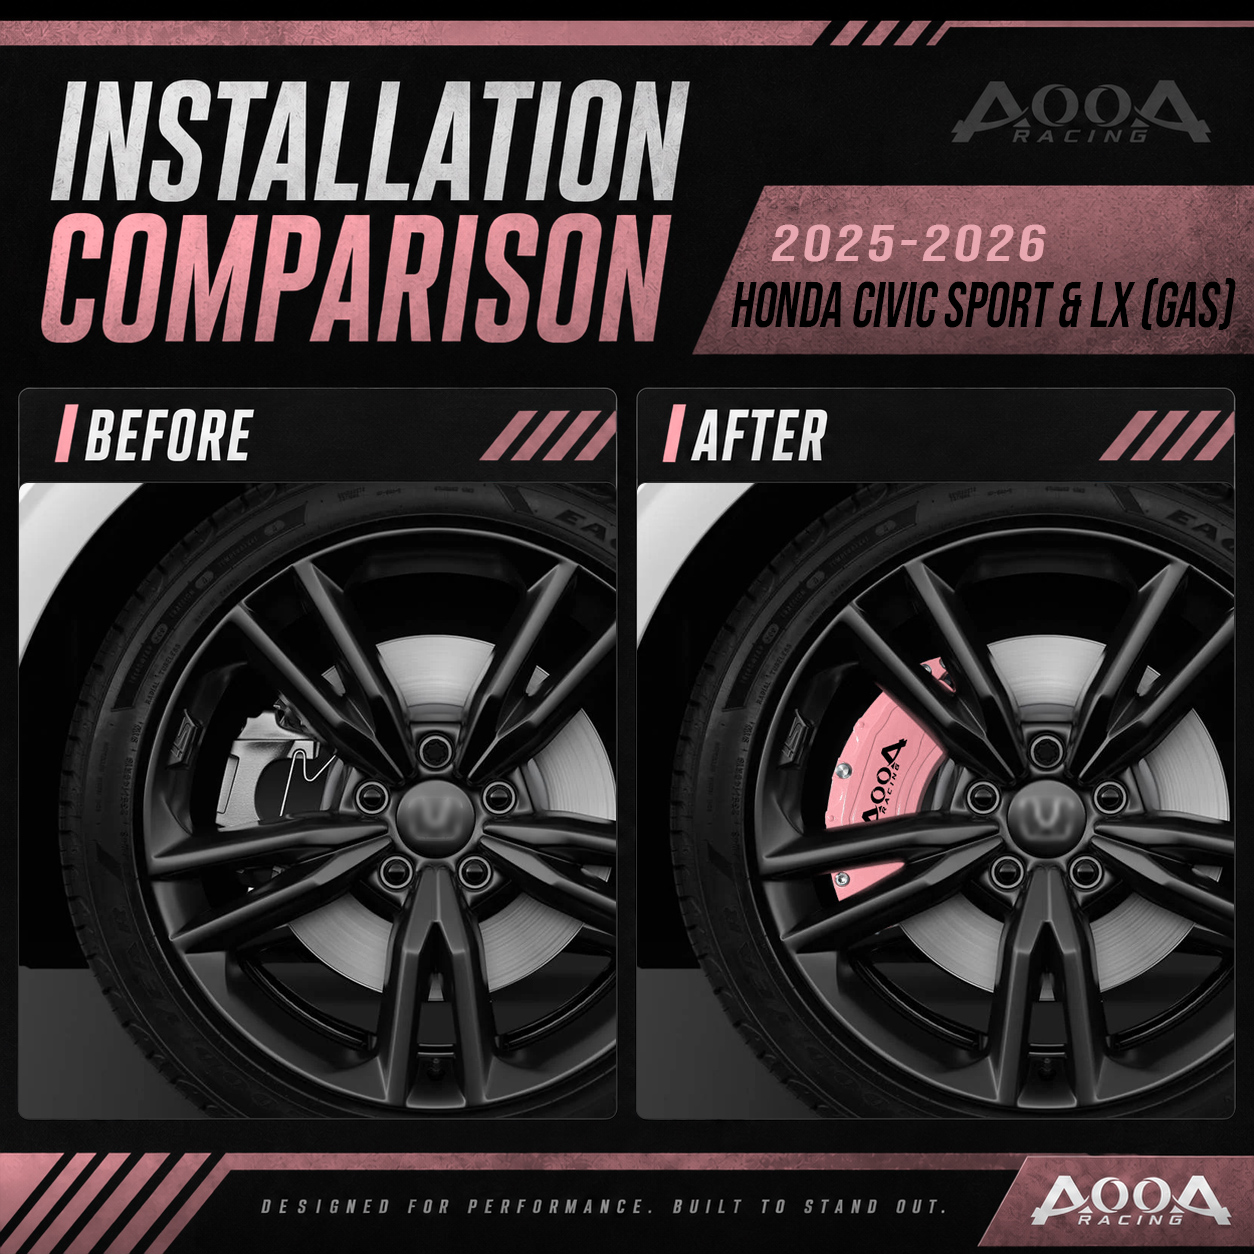 INSTALLATION
COMPARISON
AOOA
RACING
2025-2026
HONDA CIVIC SPORT & LX (GAS)
BEFORE
AFTER
EAG
AOOA
RACING
DESIGNED FOR PERFORMANCE. BUILT TO STAND OUT.
AOOA
RACING